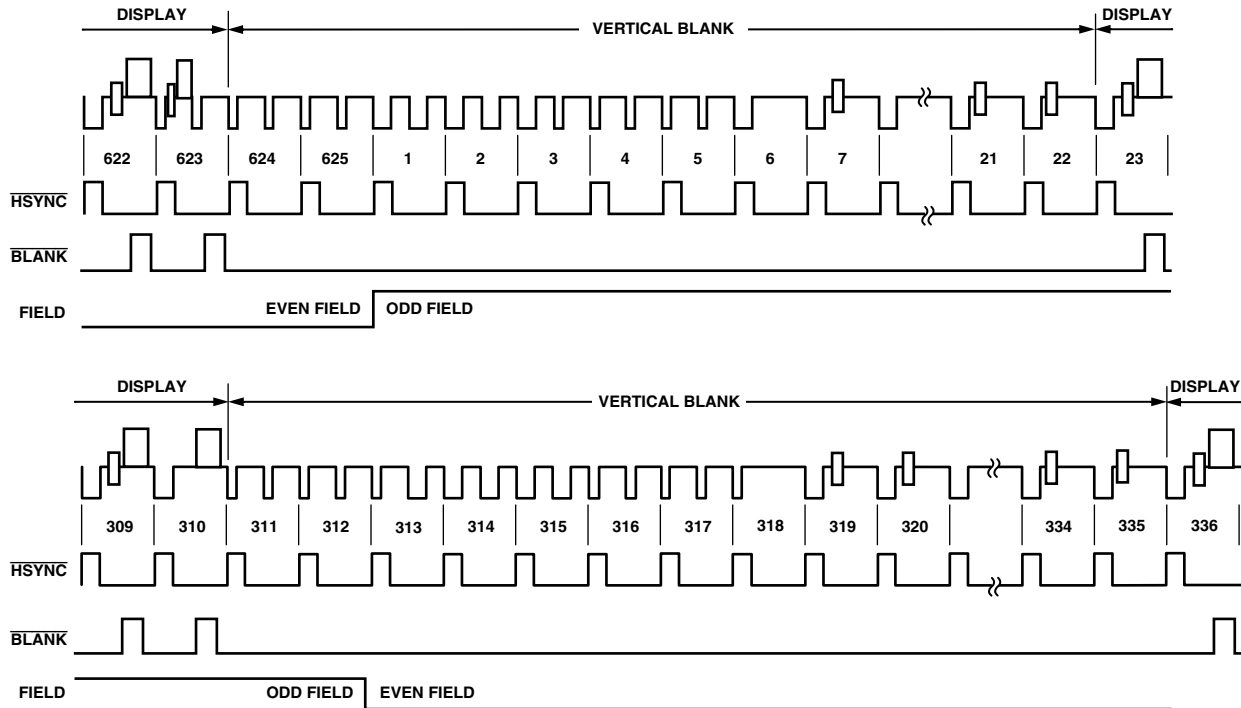 DISPLAY VERTICAL BLANK DISPLAY
622 623 624 625 1 2 3 4 5 6 7 21 22 23
HSYNC
BLANK
FIELD EVEN FIELD ODD FIELD
DISPLAY VERTICAL BLANK DISPLAY
309 310 311 312 313 314 315 316 317 318 319 320 334 335 336
HSYNC
BLANK
FIELD ODD FIELD EVEN FIELD